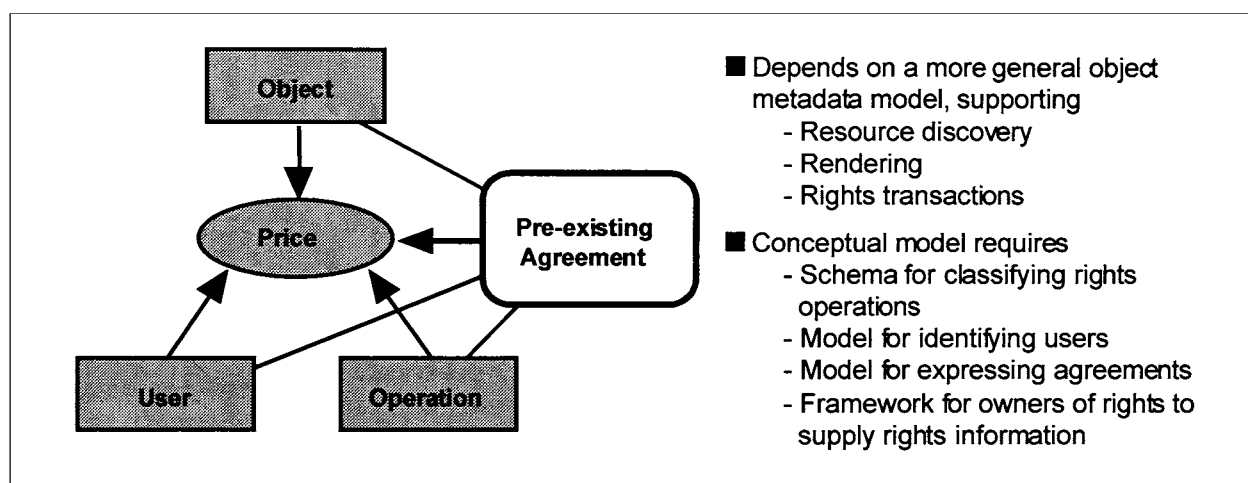 Object
Price
Pre-existing
Agreement
User
Operation
■ Depends on a more general object
metadata model, supporting
- Resource discovery
- Rendering
- Rights transactions
■ Conceptual model requires
- Schema for classifying rights
operations
- Model for identifying users
- Model for expressing agreements
- Framework for owners of rights to
supply rights information